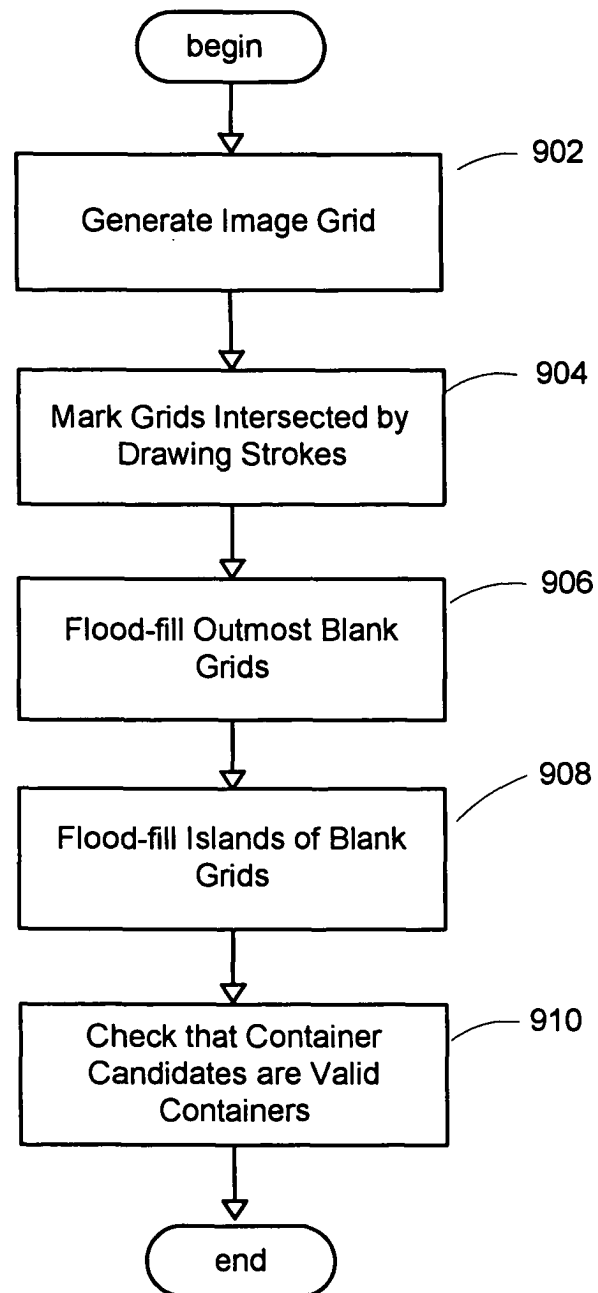 begin
902
Generate Image Grid
904
Mark Grids Intersected by
Drawing Strokes
906
Flood-fill Outmost Blank
Grids
908
Flood-fill Islands of Blank
Grids
910
Check that Container
Candidates are Valid
Containers
end